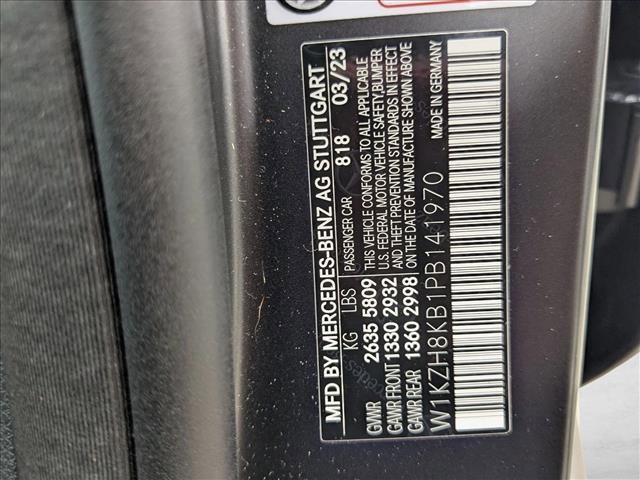 MFD BY MERCEDES-BENZ AG STUTTGART
818 03/23
KG LBS PASSENGER CAR
GVWR 2635 5809
GAWR FRONT 1330 2932
GAWR REAR 1360 2998
THIS VEHICLE CONFORMS TO ALL APPLICABLE
U.S. FEDERAL MOTOR VEHICLE SAFETY,BUMPER
AND THEFT PREVENTION STANDARDS IN EFFECT
ON THE DATE OF MANUFACTURE SHOWN ABOVE
MADE IN GERMANY
W1KZH8KB1PB141970